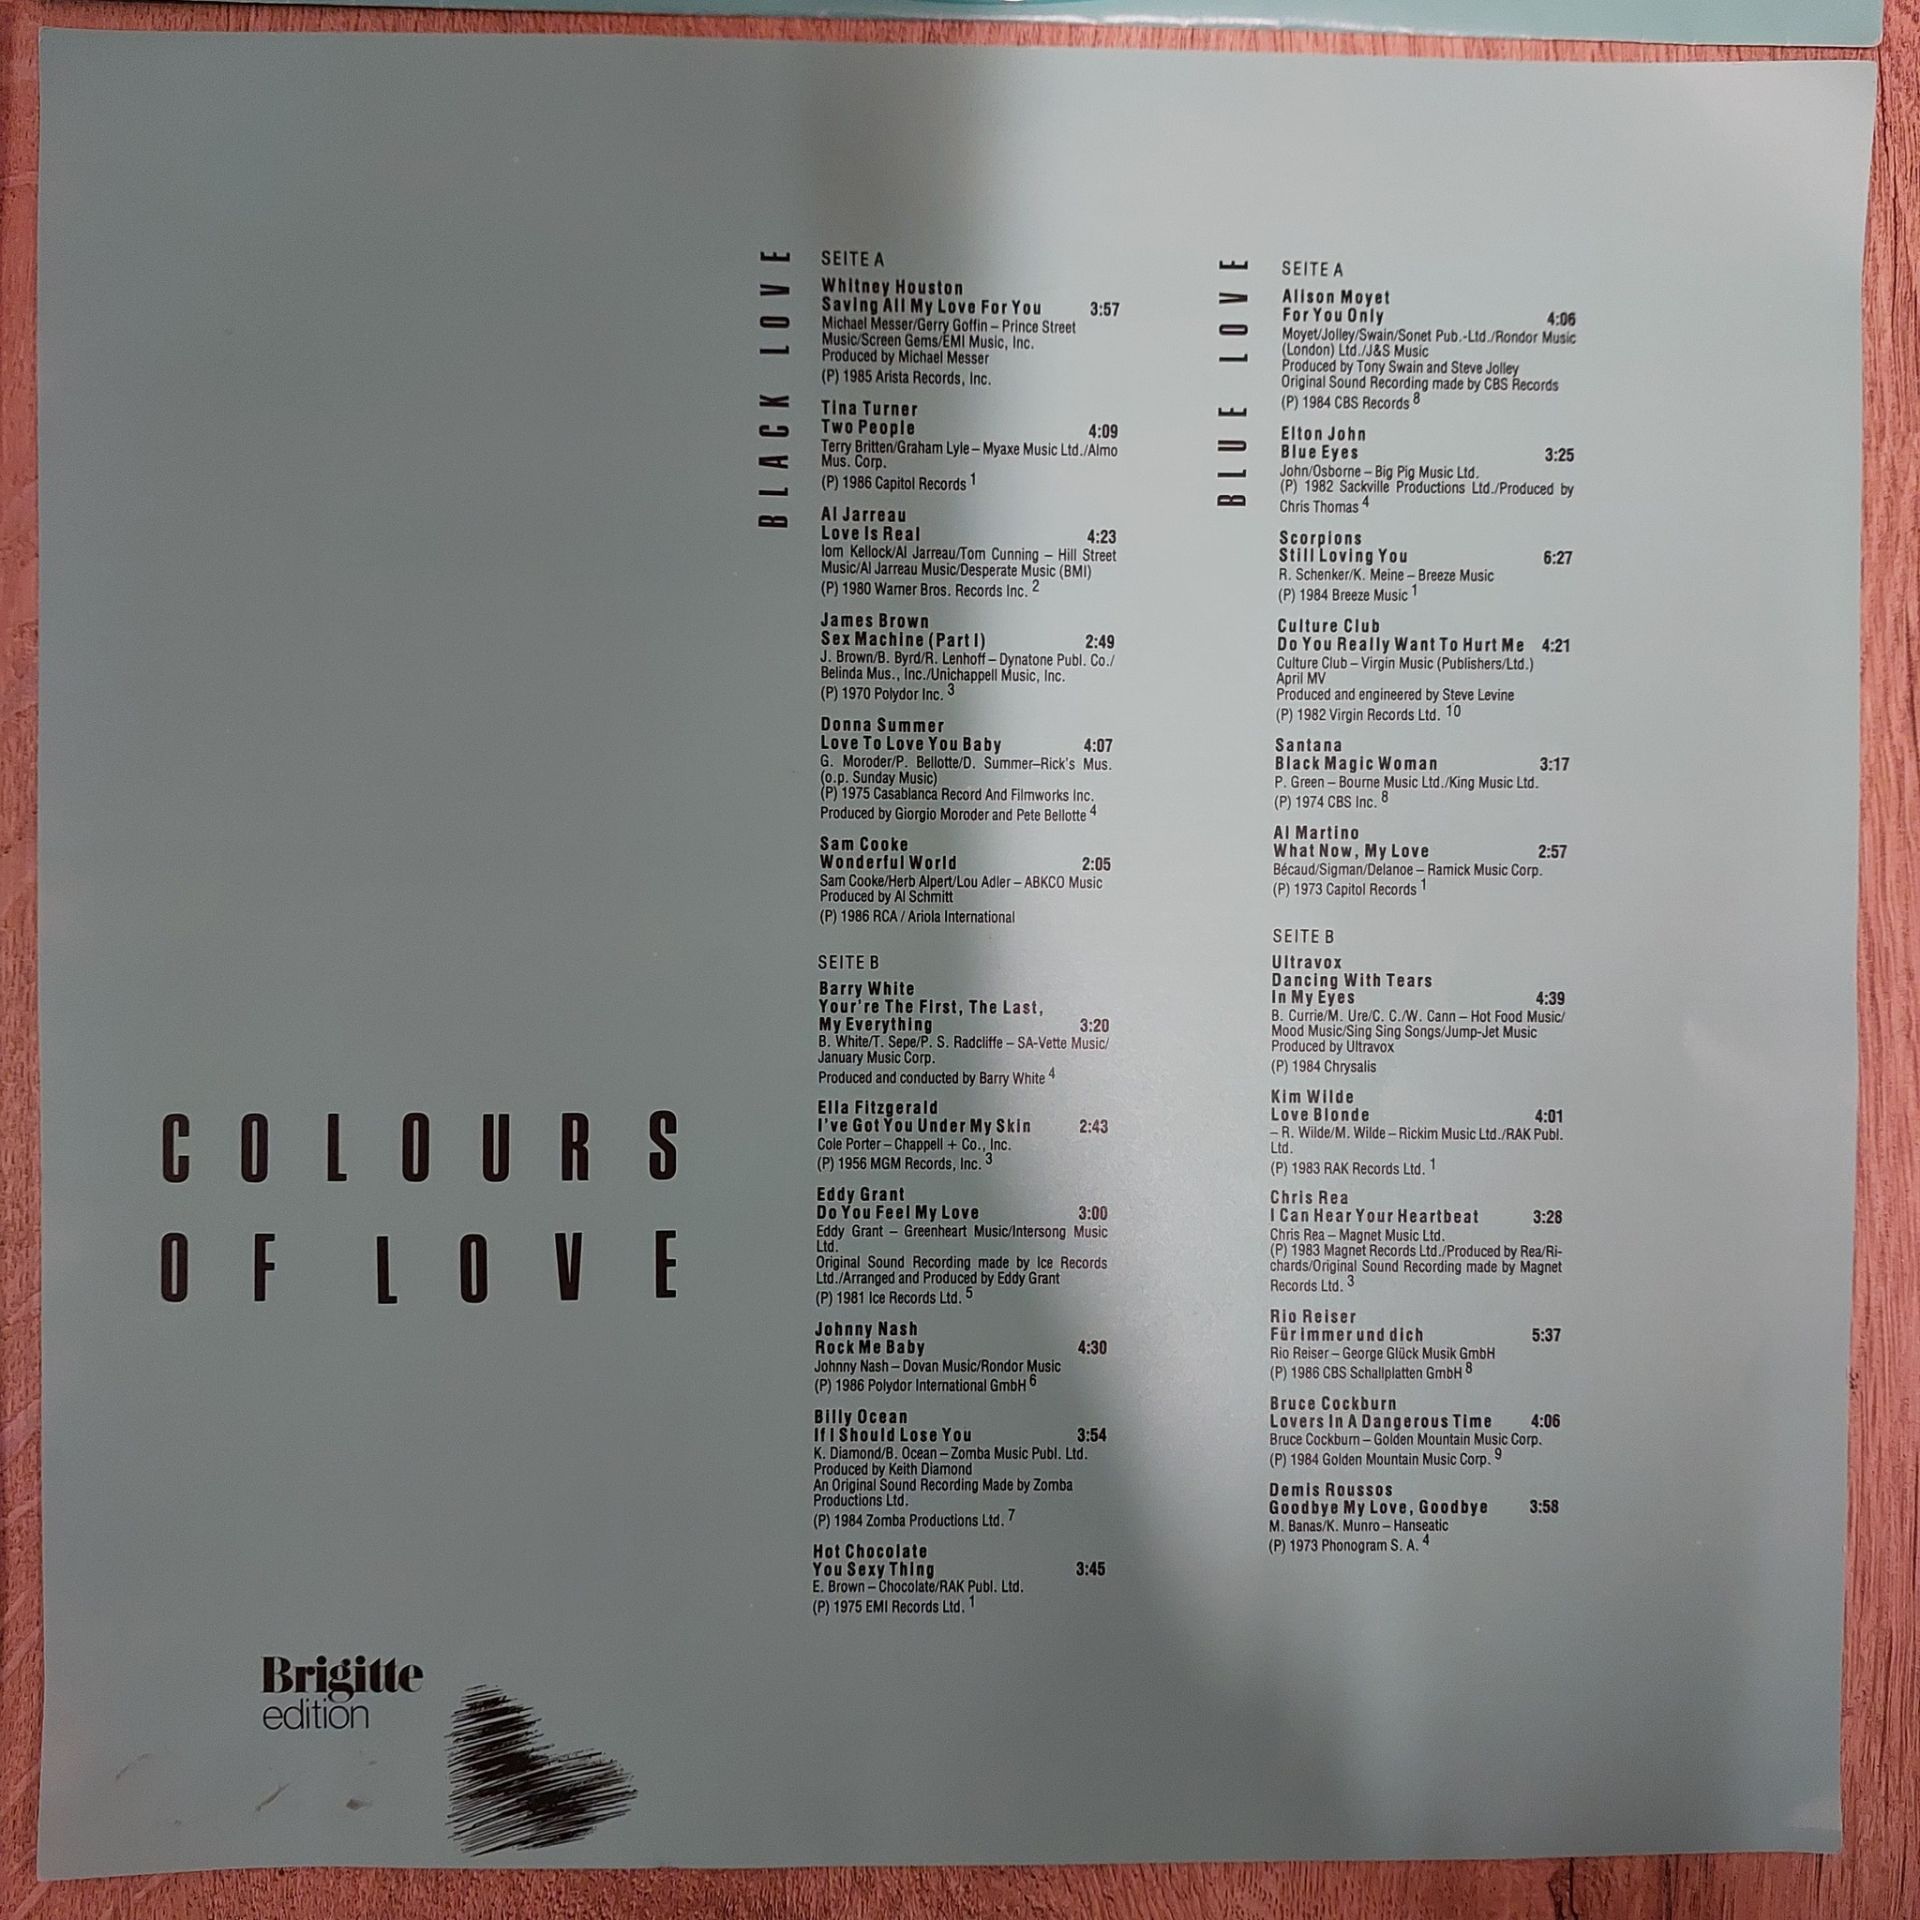 COLOURS
OF LOVE
Brigitte
edition
BLACK LOVE
SEITE A
Whitney Houston
Saving All My Love For You 3:57
Michael Messer/Gerry Goffin – Prince Street
Music/Screen Gems/EMI Music, Inc.
Produced by Michael Messer
(P) 1985 Arista Records, Inc.
Tina Turner
Two People 4:09
Terry Britten/Graham Lyle – Myaxe Music Ltd./Almo
Mus. Corp.
(P) 1986 Capitol Records 1
Al Jarreau
Love Is Real 4:23
Iom Kellock/Al Jarreau/Tom Cunning – Hill Street
Music/Al Jarreau Music/Desperate Music (BMI)
(P) 1980 Warner Bros. Records Inc. 2
James Brown
Sex Machine (Part I) 2:49
J. Brown/B. Byrd/R. Lenhoff – Dynatone Publ. Co./
Belinda Mus., Inc./Unichappell Music, Inc.
(P) 1970 Polydor Inc. 3
Donna Summer
Love To Love You Baby 4:07
G. Moroder/P. Bellotte/D. Summer–Rick's Mus.
(o.p. Sunday Music)
(P) 1975 Casablanca Record And Filmworks Inc.
Produced by Giorgio Moroder and Pete Bellotte 4
Sam Cooke
Wonderful World 2:05
Sam Cooke/Herb Alpert/Lou Adler – ABKCO Music
Produced by Al Schmitt
(P) 1986 RCA / Ariola International
SEITE B
Barry White
Your're The First, The Last,
My Everything 3:20
B. White/T. Sepe/P. S. Radcliffe – SA-Vette Music/
January Music Corp.
Produced and conducted by Barry White 4
Ella Fitzgerald
I've Got You Under My Skin 2:43
Cole Porter – Chappell + Co., Inc.
(P) 1956 MGM Records, Inc. 3
Eddy Grant
Do You Feel My Love 3:00
Eddy Grant – Greenheart Music/Intersong Music
Ltd.
Original Sound Recording made by Ice Records
Ltd./Arranged and Produced by Eddy Grant
(P) 1981 Ice Records Ltd. 5
Johnny Nash
Rock Me Baby 4:30
Johnny Nash – Dovan Music/Rondor Music
(P) 1986 Polydor International GmbH 6
Billy Ocean
If I Should Lose You 3:54
K. Diamond/B. Ocean – Zomba Music Publ. Ltd.
Produced by Keith Diamond
An Original Sound Recording Made by Zomba
Productions Ltd.
(P) 1984 Zomba Productions Ltd. 7
Hot Chocolate
You Sexy Thing 3:45
E. Brown – Chocolate/RAK Publ. Ltd.
(P) 1975 EMI Records Ltd. 1
BLUE LOVE
SEITE A
Alison Moyet
For You Only 4:06
Moyet/Jolley/Swain/Sonet Pub.-Ltd./Rondor Music
(London) Ltd./J&S Music
Produced by Tony Swain and Steve Jolley
Original Sound Recording made by CBS Records
(P) 1984 CBS Records 8
Elton John
Blue Eyes 3:25
John/Osborne – Big Pig Music Ltd.
(P) 1982 Sackville Productions Ltd./Produced by
Chris Thomas 4
Scorpions
Still Loving You 6:27
R. Schenker/K. Meine – Breeze Music
(P) 1984 Breeze Music 1
Culture Club
Do You Really Want To Hurt Me 4:21
Culture Club – Virgin Music (Publishers/Ltd.)
April MV
Produced and engineered by Steve Levine
(P) 1982 Virgin Records Ltd. 10
Santana
Black Magic Woman 3:17
P. Green – Bourne Music Ltd./King Music Ltd.
(P) 1974 CBS Inc. 8
Al Martino
What Now, My Love 2:57
Bécaud/Sigman/Delanoe – Ramick Music Corp.
(P) 1973 Capitol Records 1
SEITE B
Ultravox
Dancing With Tears
In My Eyes 4:39
B. Currie/M. Ure/C. C./W. Cann – Hot Food Music/
Mood Music/Sing Sing Songs/Jump-Jet Music
Produced by Ultravox
(P) 1984 Chrysalis
Kim Wilde
Love Blonde 4:01
– R. Wilde/M. Wilde – Rickim Music Ltd./RAK Publ.
Ltd.
(P) 1983 RAK Records Ltd. 1
Chris Rea
I Can Hear Your Heartbeat 3:28
Chris Rea – Magnet Music Ltd.
(P) 1983 Magnet Records Ltd./Produced by Rea/Ri-
chards/Original Sound Recording made by Magnet
Records Ltd. 3
Rio Reiser
Für immer und dich 5:37
Rio Reiser – George Glück Musik GmbH
(P) 1986 CBS Schallplatten GmbH 8
Bruce Cockburn
Lovers In A Dangerous Time 4:06
Bruce Cockburn – Golden Mountain Music Corp.
(P) 1984 Golden Mountain Music Corp. 9
Demis Roussos
Goodbye My Love, Goodbye 3:58
M. Banas/K. Munro – Hanseatic
(P) 1973 Phonogram S. A. 4